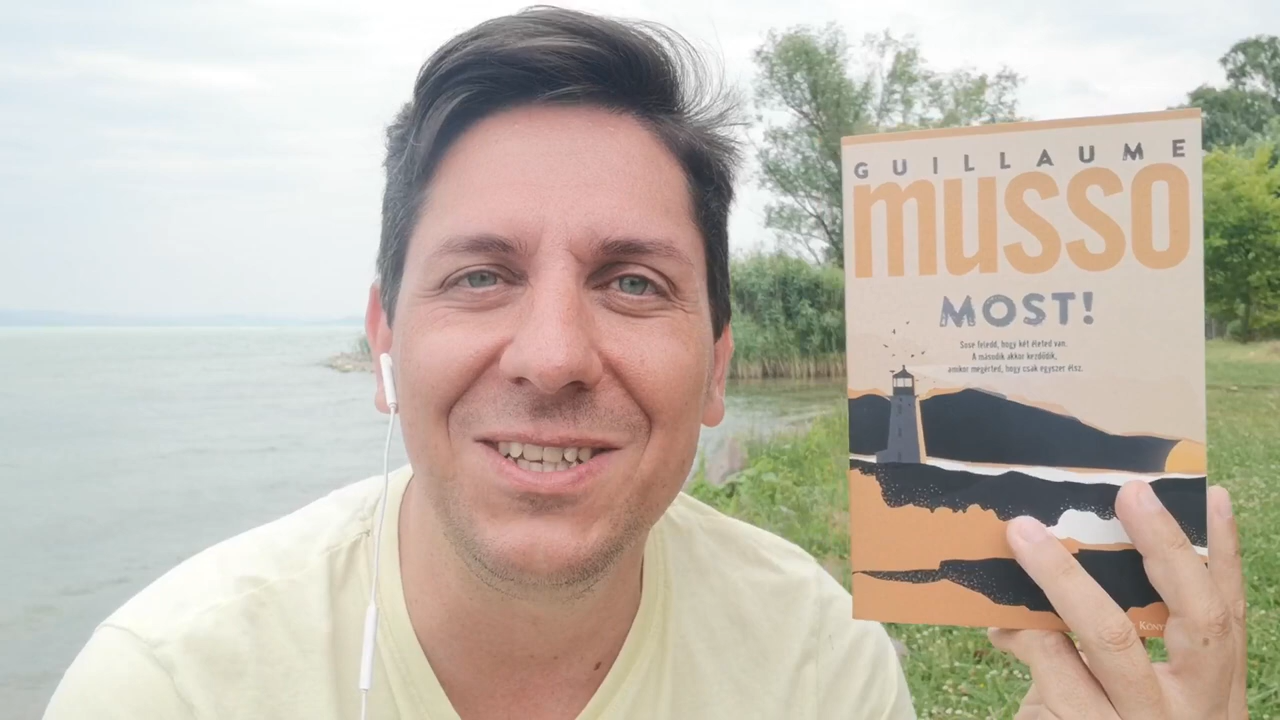 GUILLAUME
musso
MOST!
Sose feledd, hogy két életed van.
A második akkor kezdődik,
amikor megérted, hogy csak egyszer élsz.